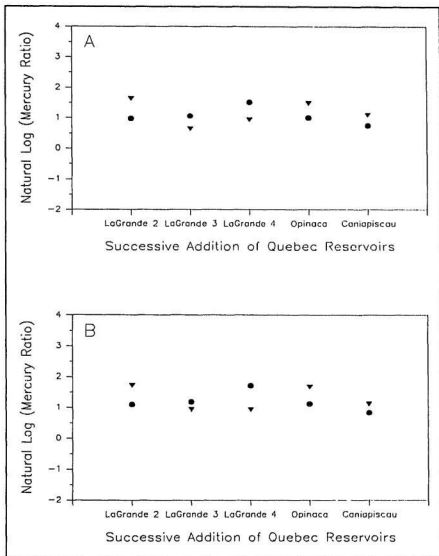 A
Natural Log (Mercury Ratio)
4
3
2
1
0
−1
−2
LaGrande 2 LaGrande 3 LaGrande 4 Opinaca Caniapiscau
Successive Addition of Quebec Reservoirs
B
Natural Log (Mercury Ratio)
4
3
2
1
0
−1
−2
LaGrande 2 LaGrande 3 LaGrande 4 Opinaca Caniapiscau
Successive Addition of Quebec Reservoirs